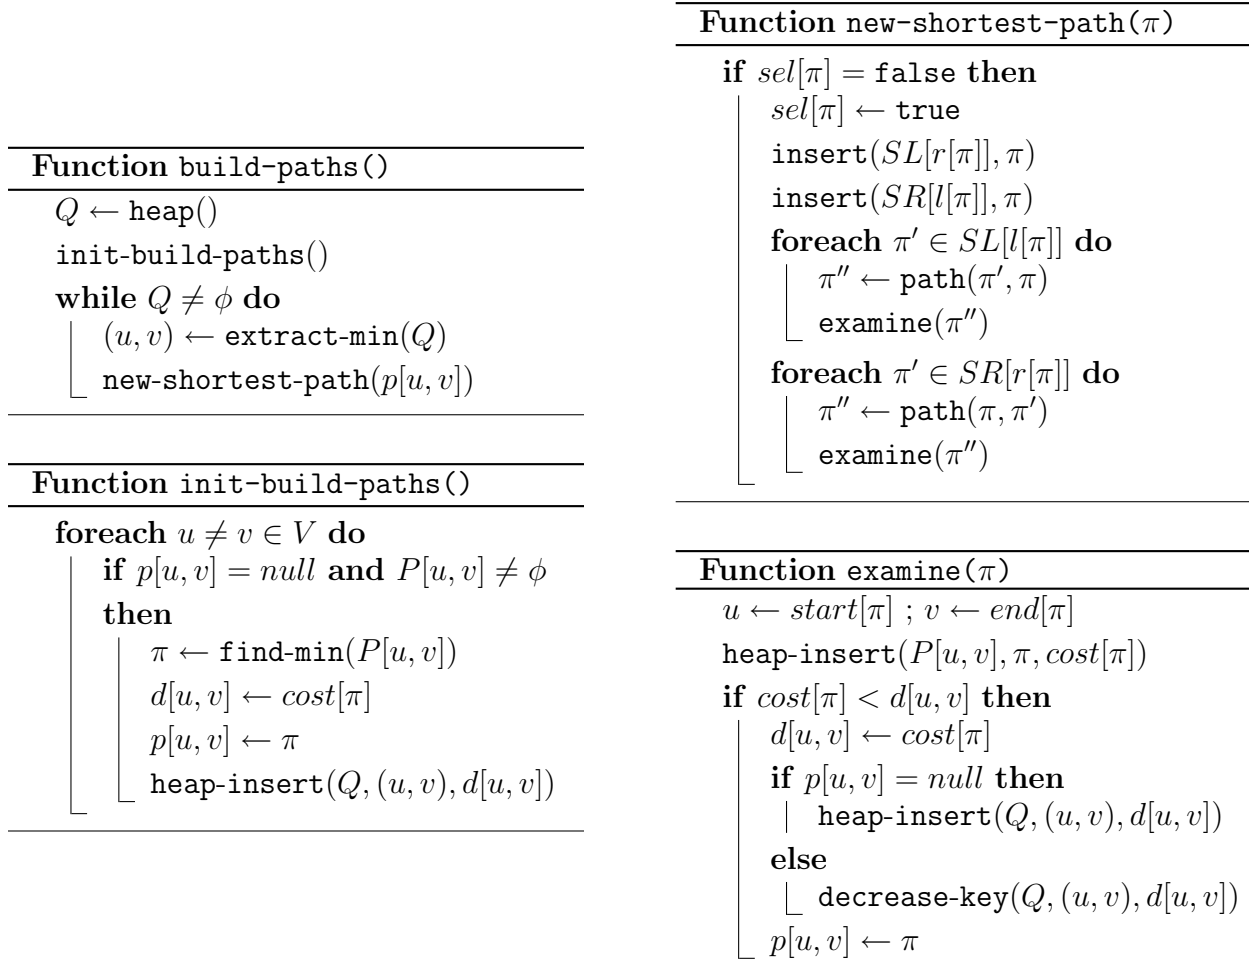 Function build-paths()
Q ← heap()
init-build-paths()
while Q ≠ ϕ do
(u, v) ← extract-min(Q)
new-shortest-path(p[u, v])
Function init-build-paths()
foreach u ≠ v ∈ V do
if p[u, v] = null and P[u, v] ≠ ϕ
then
π ← find-min(P[u, v])
d[u, v] ← cost[π]
p[u, v] ← π
heap-insert(Q, (u, v), d[u, v])
Function new-shortest-path(π)
if sel[π] = false then
sel[π] ← true
insert(SL[r[π]], π)
insert(SR[l[π]], π)
foreach π′ ∈ SL[l[π]] do
π″ ← path(π′, π)
examine(π″)
foreach π′ ∈ SR[r[π]] do
π″ ← path(π, π′)
examine(π″)
Function examine(π)
u ← start[π] ; v ← end[π]
heap-insert(P[u, v], π, cost[π])
if cost[π] < d[u, v] then
d[u, v] ← cost[π]
if p[u, v] = null then
heap-insert(Q, (u, v), d[u, v])
else
decrease-key(Q, (u, v), d[u, v])
p[u, v] ← π